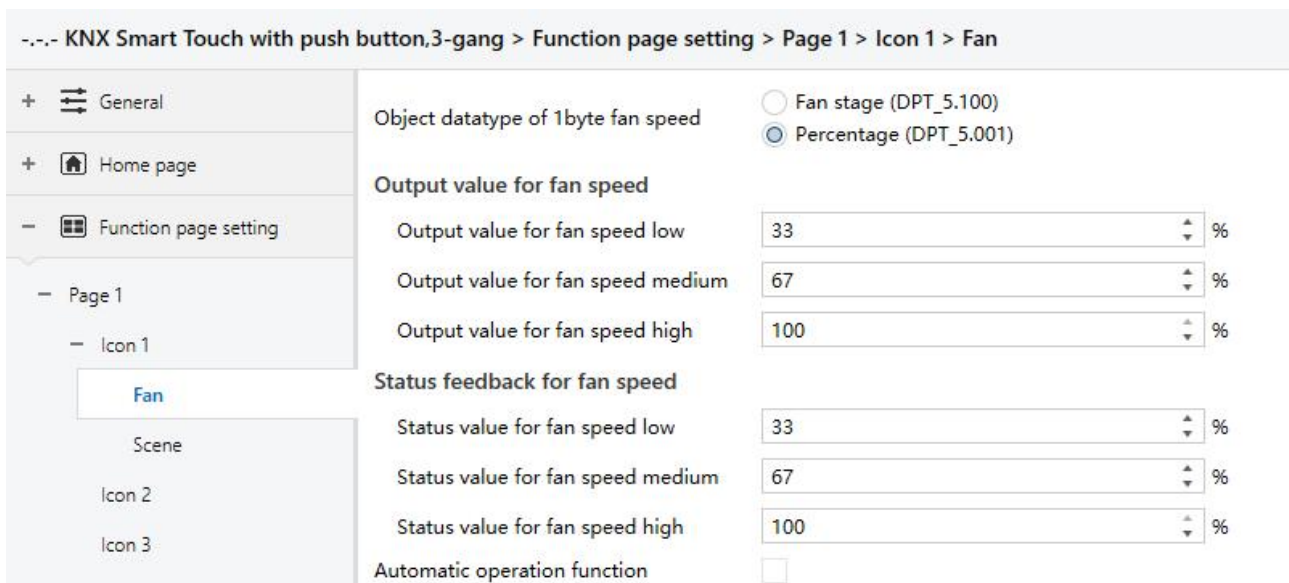 -.-.- KNX Smart Touch with push button,3-gang > Function page setting > Page 1 > Icon 1 > Fan
+ General
+ Home page
− Function page setting
− Page 1
− Icon 1
Fan
Scene
Icon 2
Icon 3
Object datatype of 1byte fan speed
Fan stage (DPT_5.100)
Percentage (DPT_5.001)
Output value for fan speed
Output value for fan speed low 33 %
Output value for fan speed medium 67 %
Output value for fan speed high 100 %
Status feedback for fan speed
Status value for fan speed low 33 %
Status value for fan speed medium 67 %
Status value for fan speed high 100 %
Automatic operation function